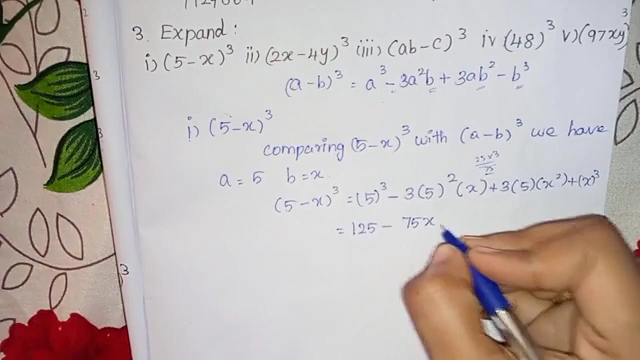 3. Expand:
i) (5-x)³ ii) (2x-4y)³ iii) (ab-c)³ iv (48)³ v) (97xy)³
(a-b)³ = a³-3a²b+3ab²-b³
i) (5-x)³
comparing (5-x)³ with (a-b)³ we have
a=5 b=x
25x3
75
(5-x)³ = (5)³-3(5)²(x)+3(5)(x²)+(x)³
= 125 - 75x